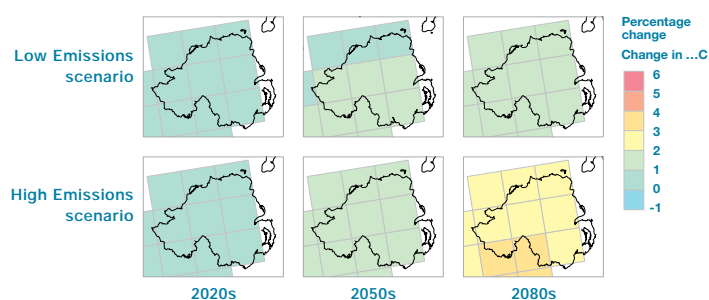 Percentage
change
Change in ...C
Low Emissions
scenario
6
5
4
3
2
1
0
-1
High Emissions
scenario
2020s
2050s
2080s